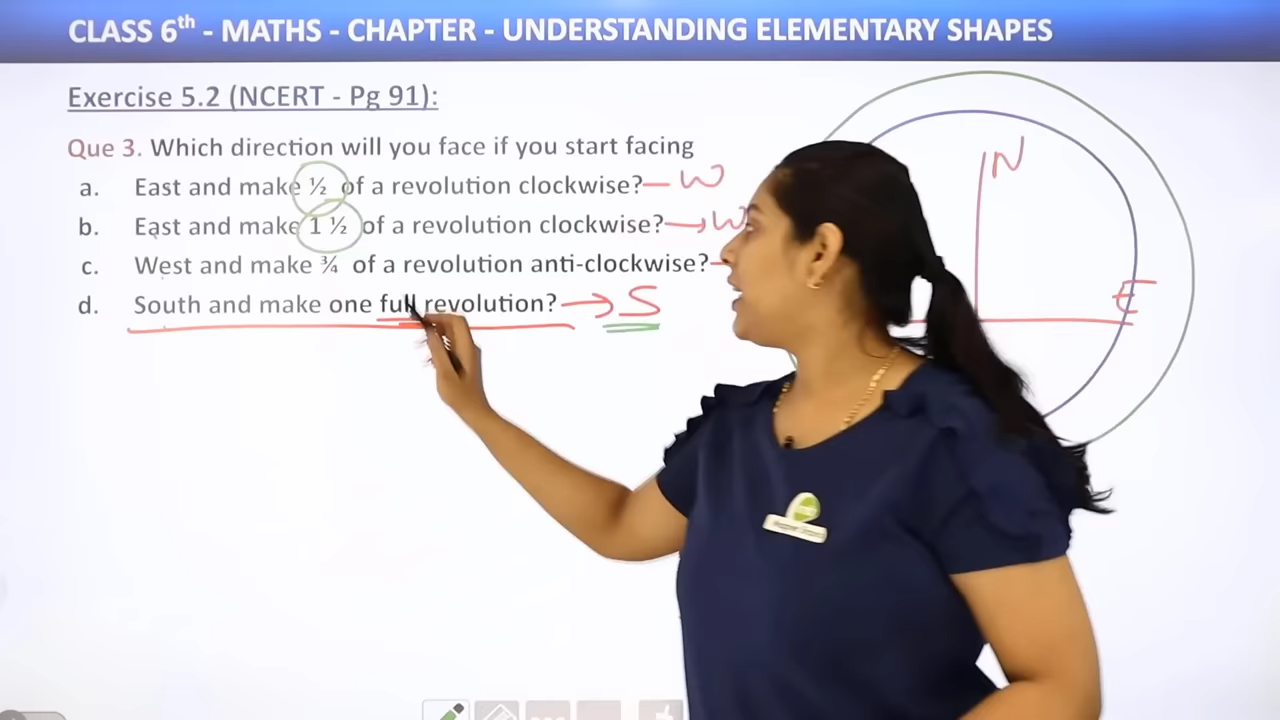 CLASS 6th - MATHS - CHAPTER - UNDERSTANDING ELEMENTARY SHAPES
Exercise 5.2 (NCERT - Pg 91):
Que 3. Which direction will you face if you start facing
a. East and make ½ of a revolution clockwise? — W
b. East and make 1 ½ of a revolution clockwise? → W
c. West and make ¾ of a revolution anti-clockwise? —
d. South and make one full revolution? → S
N
E